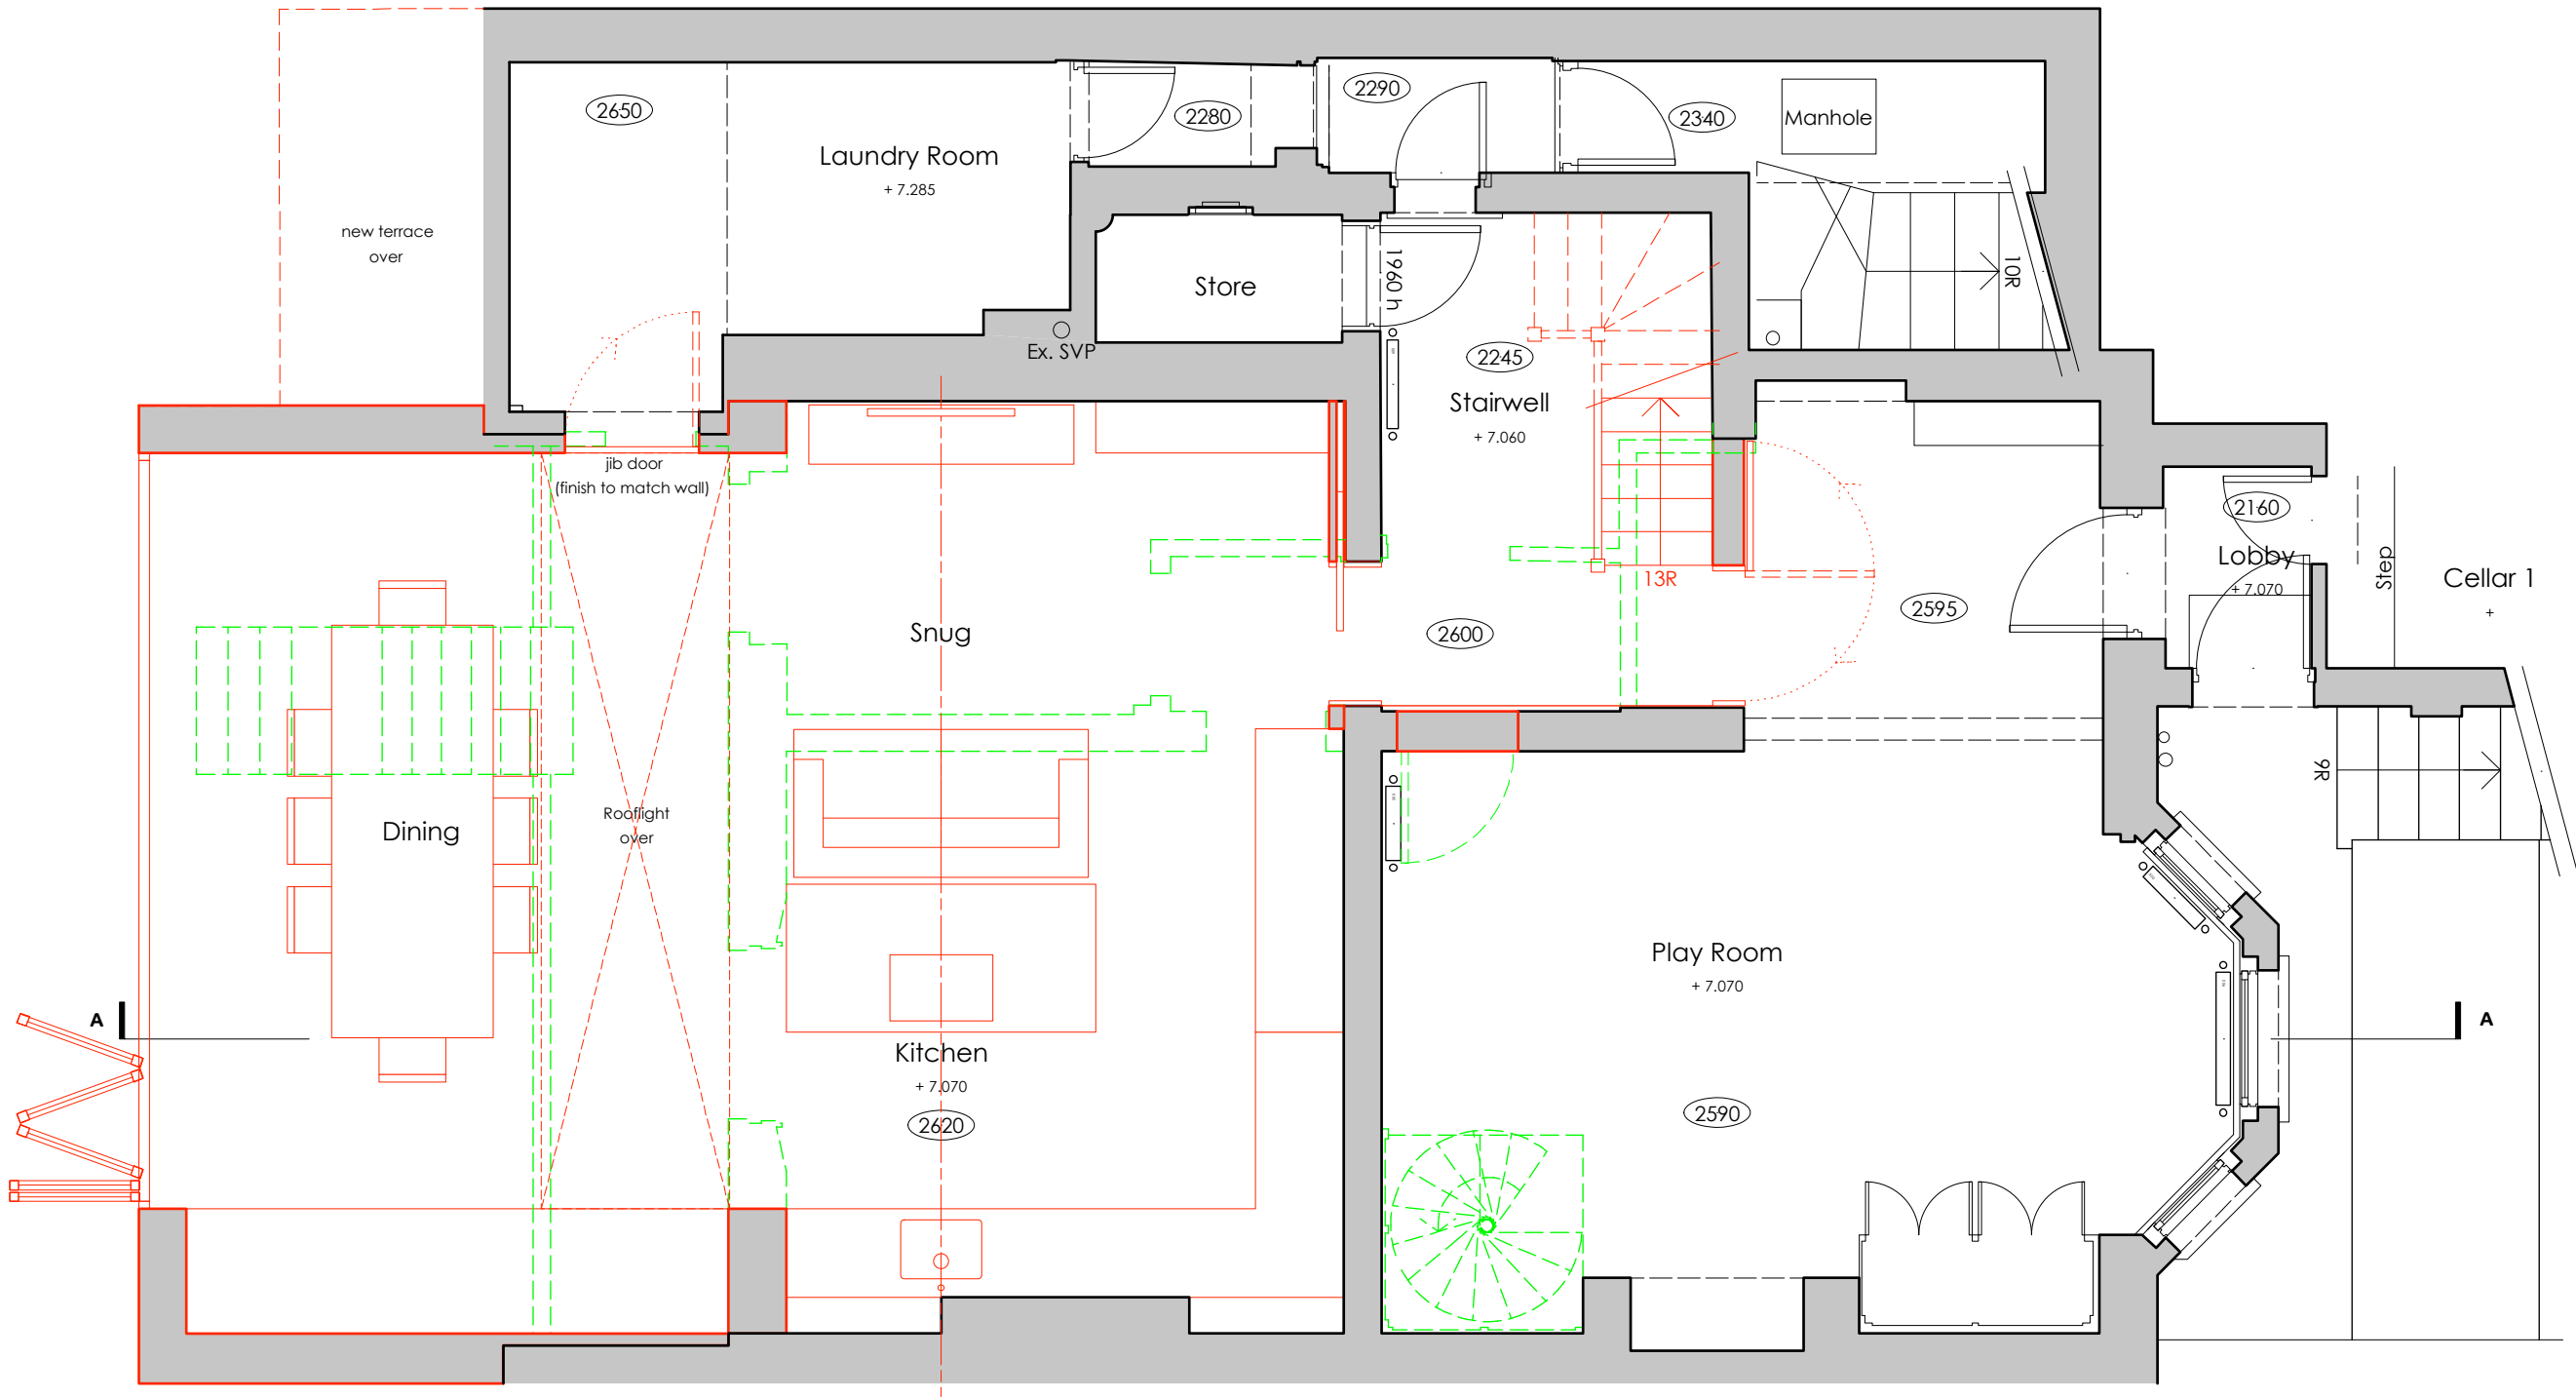 2650
2280
2290
2340
Manhole
Laundry Room
+ 7.285
new terrace
over
Store
1960 h
10R
Ex. SVP
2245
Stairwell
+ 7.060
jib door
(finish to match wall)
2160
Lobby
+ 7.070
Step
Cellar 1
+
13R
2595
Snug
2600
9R
Rooflight
over
Dining
Play Room
+ 7.070
A
A
Kitchen
+ 7.070
2620
2590